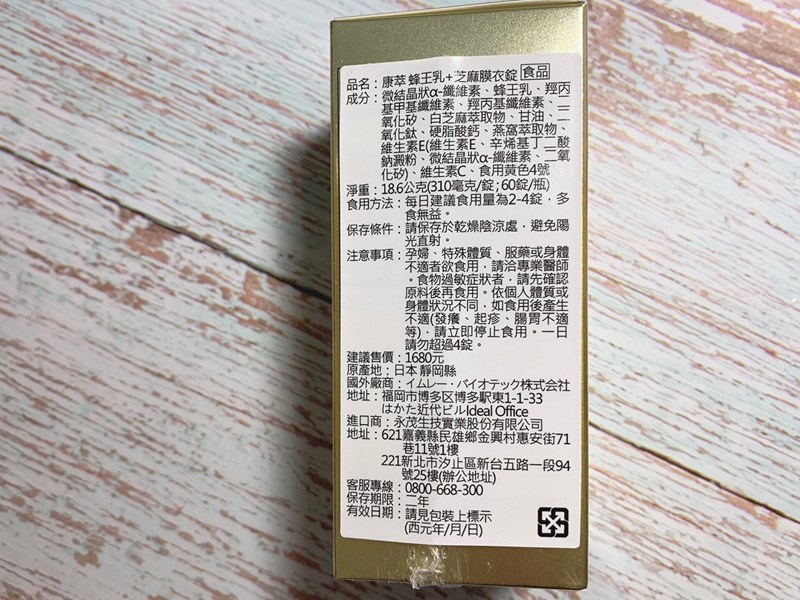 品名：康萃 蜂王乳+芝麻膜衣錠 食品
成分：微結晶狀α-纖維素、蜂王乳、羥丙
基甲基纖維素、羥丙基纖維素、二
氧化矽、白芝麻萃取物、甘油、二
氧化鈦、硬脂酸鈣、燕窩萃取物、
維生素E(維生素E、辛烯基丁二酸
鈉澱粉、微結晶狀α-纖維素、二氧
化矽)、維生素C、食用黃色4號
淨重：18.6公克(310毫克/錠;60錠/瓶)
食用方法：每日建議食用量為2-4錠，多
食無益。
保存條件：請保存於乾燥陰涼處，避免陽
光直射。
注意事項：孕婦、特殊體質、服藥或身體
不適者欲食用，請洽專業醫師
。食物過敏症狀者，請先確認
原料後再食用。依個人體質或
身體狀況不同，如食用後產生
不適(發癢、起疹、腸胃不適
等)，請立即停止食用。一日
請勿超過4錠。
建議售價：1680元
原產地：日本 靜岡縣
國外廠商：イムレー・バイオテック株式会社
地址：福岡市博多区博多駅東1-1-33
はかた近代ビルIdeal Office
進口商：永茂生技實業股份有限公司
地址：621嘉義縣民雄鄉金興村惠安街71
巷11號1樓
221新北市汐止區新台五路一段94
號25樓(辦公地址)
客服專線：0800-668-300
保存期限：二年
有效日期：請見包裝上標示
(西元年/月/日)